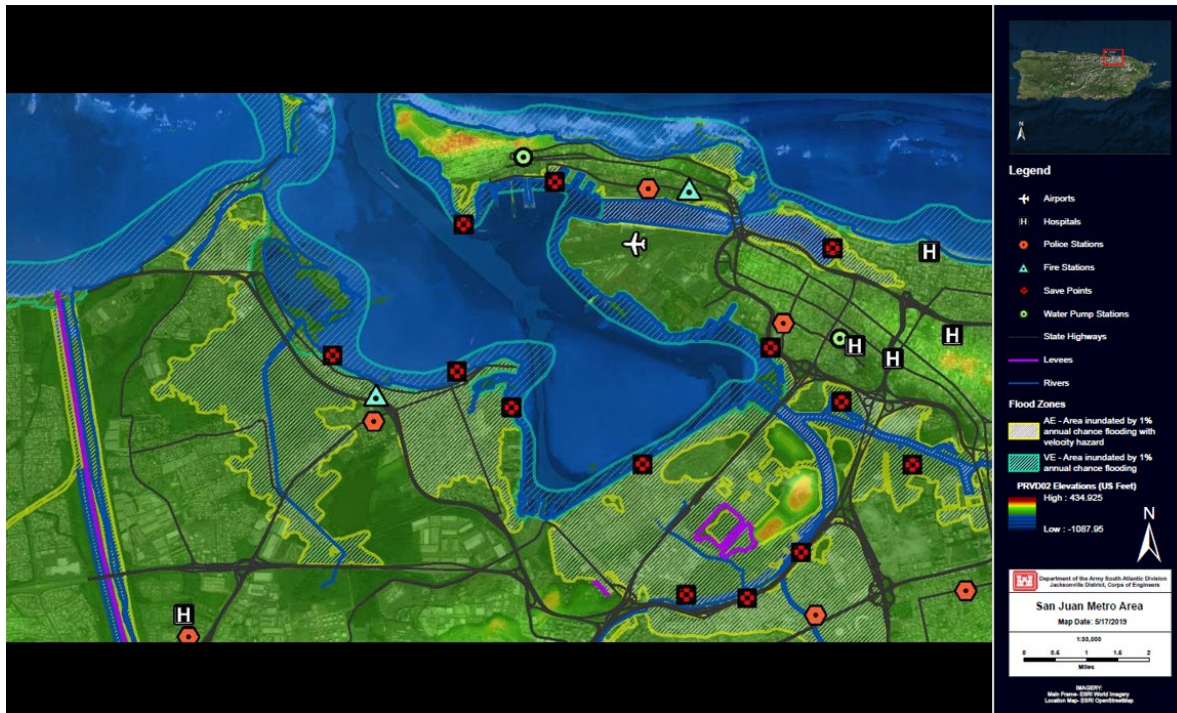 N
Legend
Airports
H Hospitals
Police Stations
Fire Stations
Save Points
Water Pump Stations
State Highways
Levees
Rivers
Flood Zones
AE - Area inundated by 1%
annual chance flooding with
velocity hazard
VE - Area inundated by 1%
annual chance flooding
PRVD02 Elevations (US Feet)
High : 434.925
Low : -1087.95
N
Department of the Army South Atlantic Division
Jacksonville District, Corps of Engineers
San Juan Metro Area
Map Date: 5/17/2019
1:33,000
0 0.5 1 1.5 2
Miles
IMAGERY:
Main Frame- ESRI World Imagery
Location Map- ESRI OpenStreetMap
H
H
H
H
H